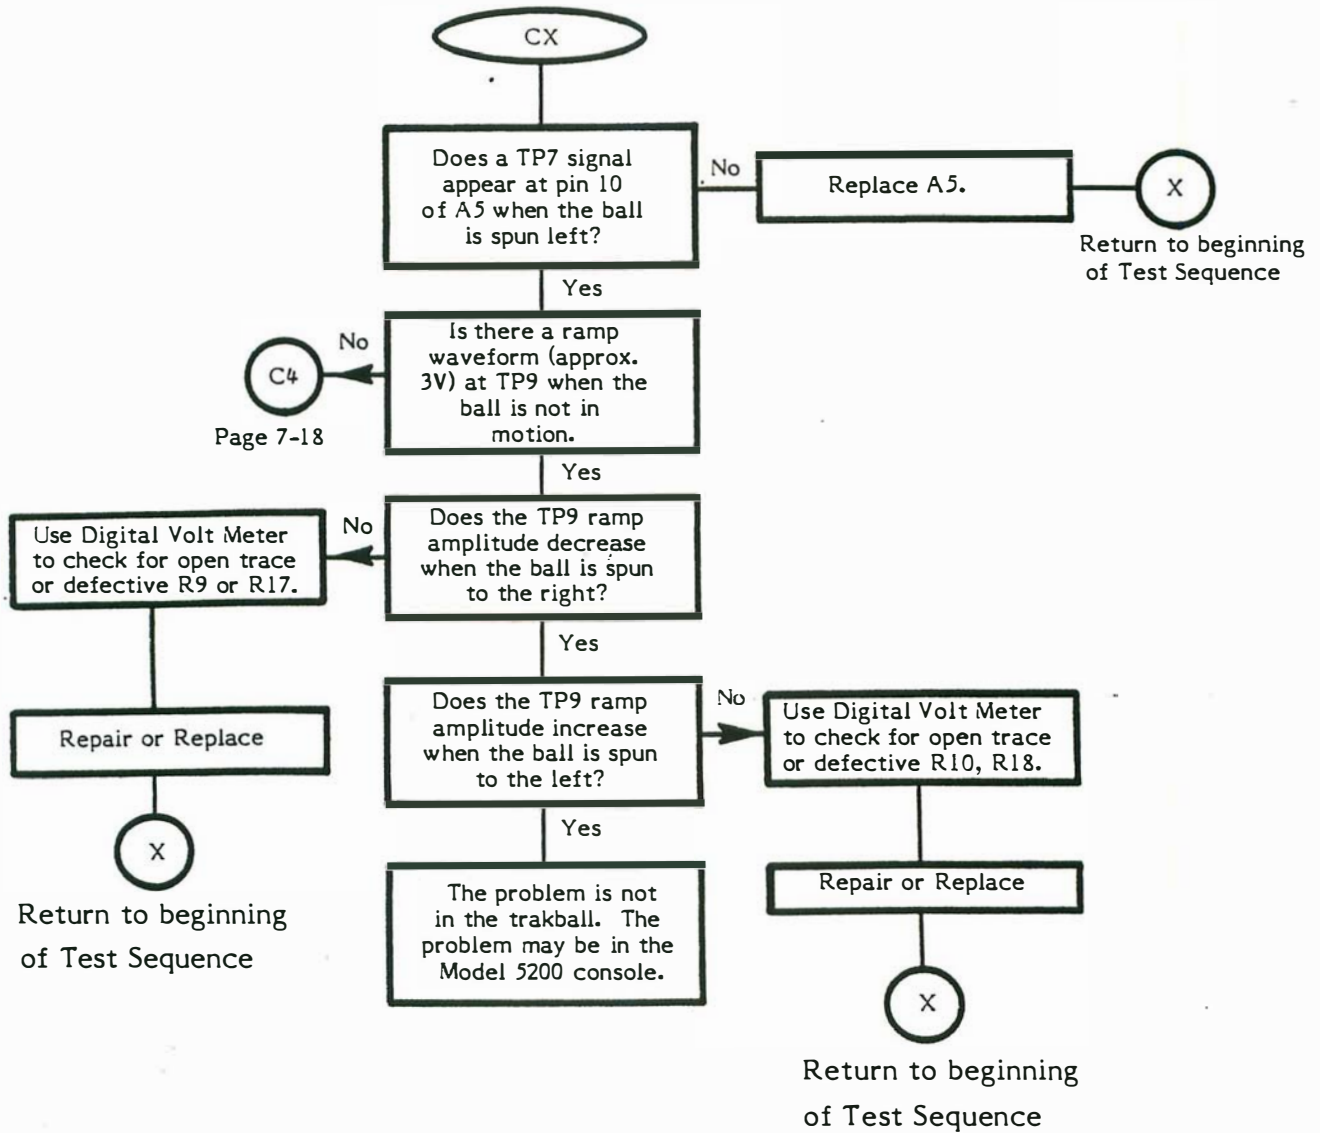 CX
Does a TP7 signal
appear at pin 10
of A5 when the ball
is spun left?
No
Replace A5.
X
Return to beginning
of Test Sequence
Yes
Is there a ramp
waveform (approx.
3V) at TP9 when the
ball is not in
motion.
No
C4
Page 7-18
Yes
Does the TP9 ramp
amplitude decrease
when the ball is spun
to the right?
No
Use Digital Volt Meter
to check for open trace
or defective R9 or R17.
Repair or Replace
X
Return to beginning
of Test Sequence
Yes
Does the TP9 ramp
amplitude increase
when the ball is spun
to the left?
No
Use Digital Volt Meter
to check for open trace
or defective R10, R18.
Repair or Replace
X
Return to beginning
of Test Sequence
Yes
The problem is not
in the trakball. The
problem may be in the
Model 5200 console.